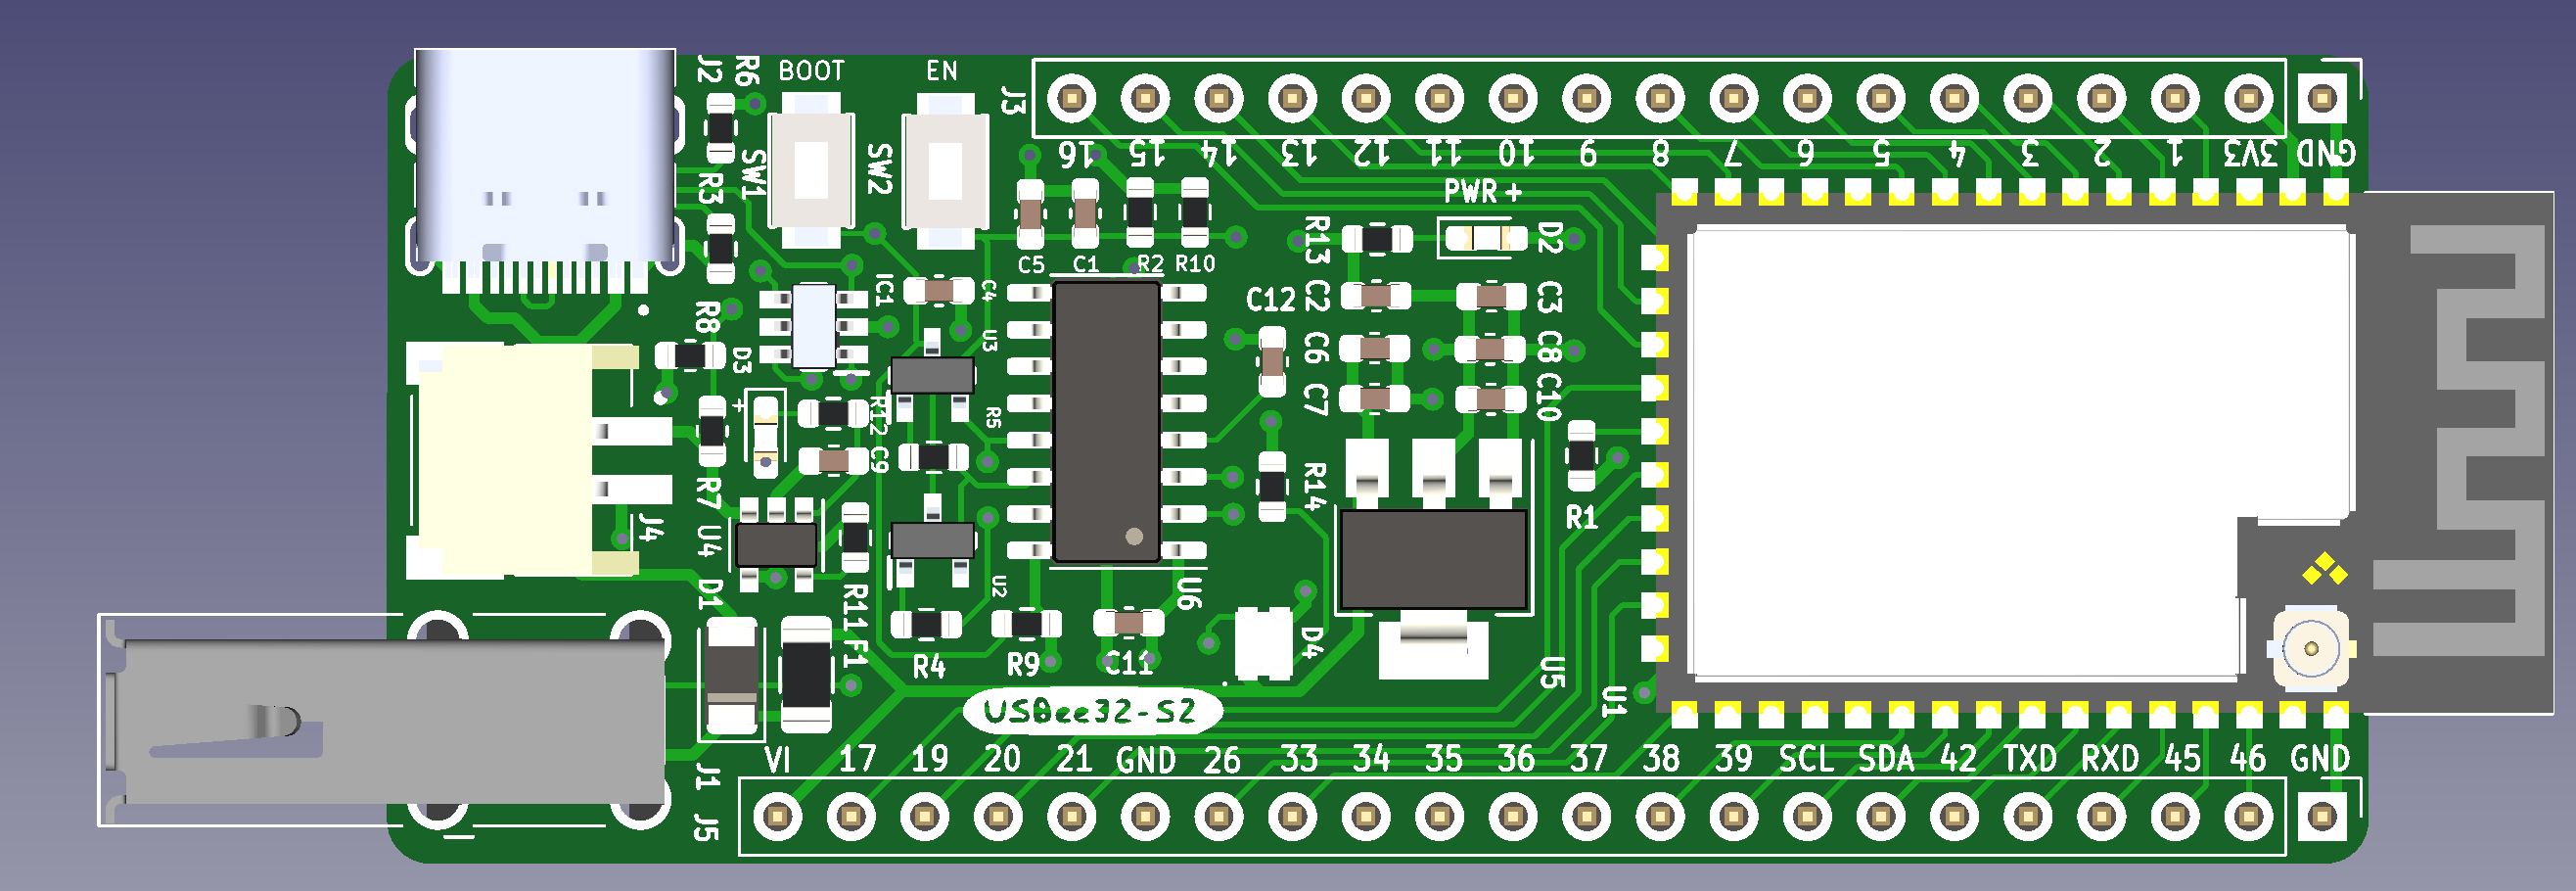 J2
R6
BOOT
EN
J3
16 15 14 13 12 11 10 9 8 7 6 5 4 3 2 1 3V3 GND
SW1
SW2
R3
PWR +
R13
D2
C5
C1
R2
R10
IC1
C4
C12
C2
C3
R8
U3
D3
C6
C8
+
R12
R5
C7
C10
C9
R7
R14
R1
J4
U4
D1
R11
U2
U6
F1
R4
R9
C11
D4
U5
U1
USBee32-S2
VI 17 19 20 21 GND 26 33 34 35 36 37 38 39 SCL SDA 42 TXD RXD 45 46 GND
J1
J5